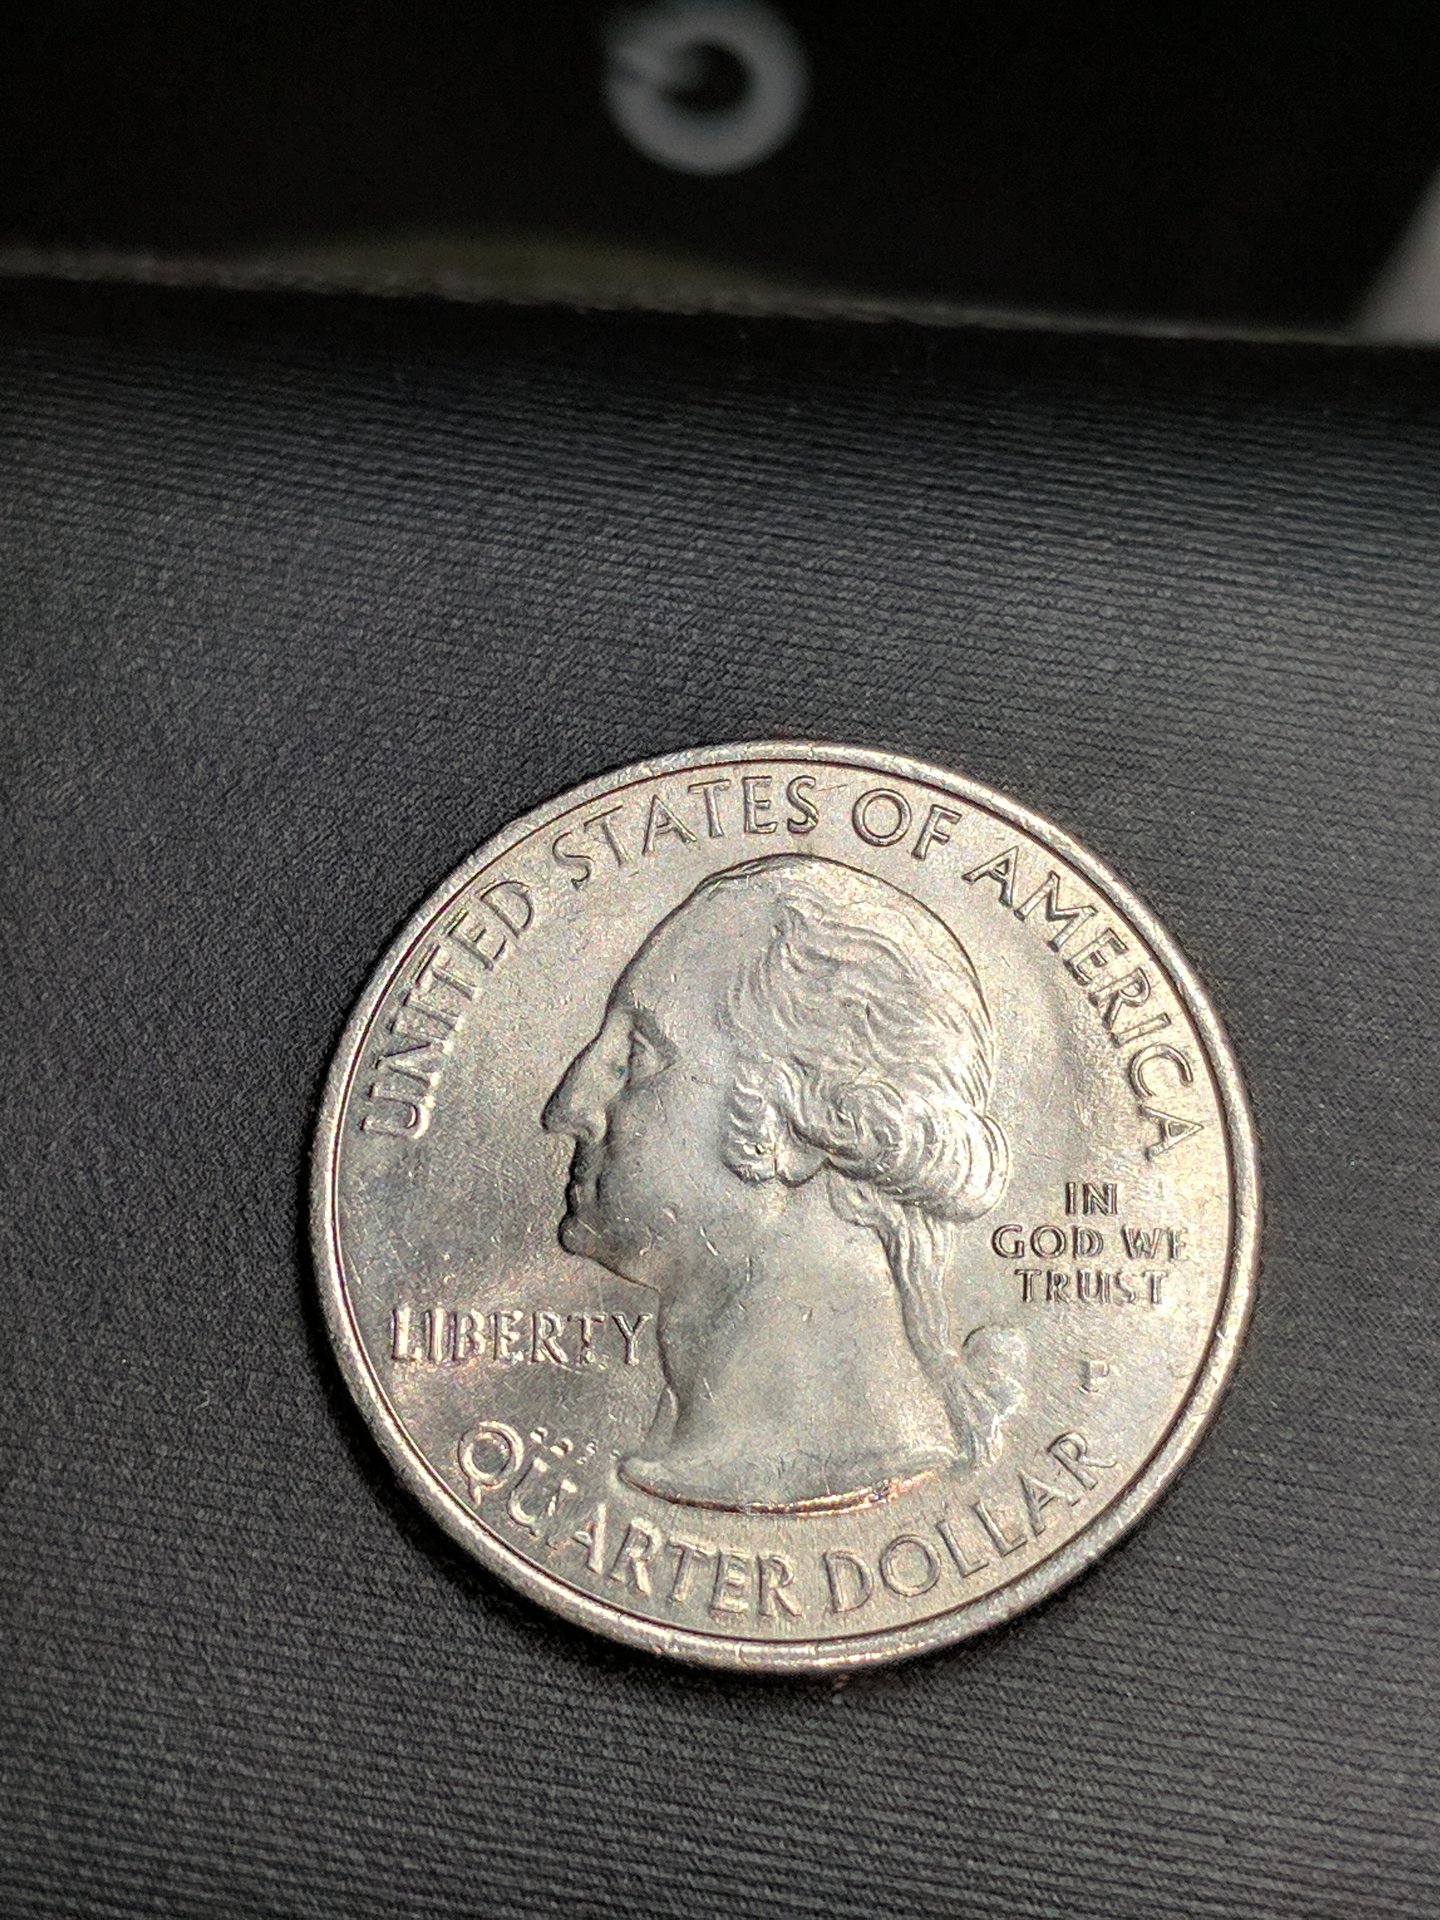 UNITED STATES OF AMERICA
LIBERTY
IN
GOD WE
TRUST
P
QUARTER DOLLAR